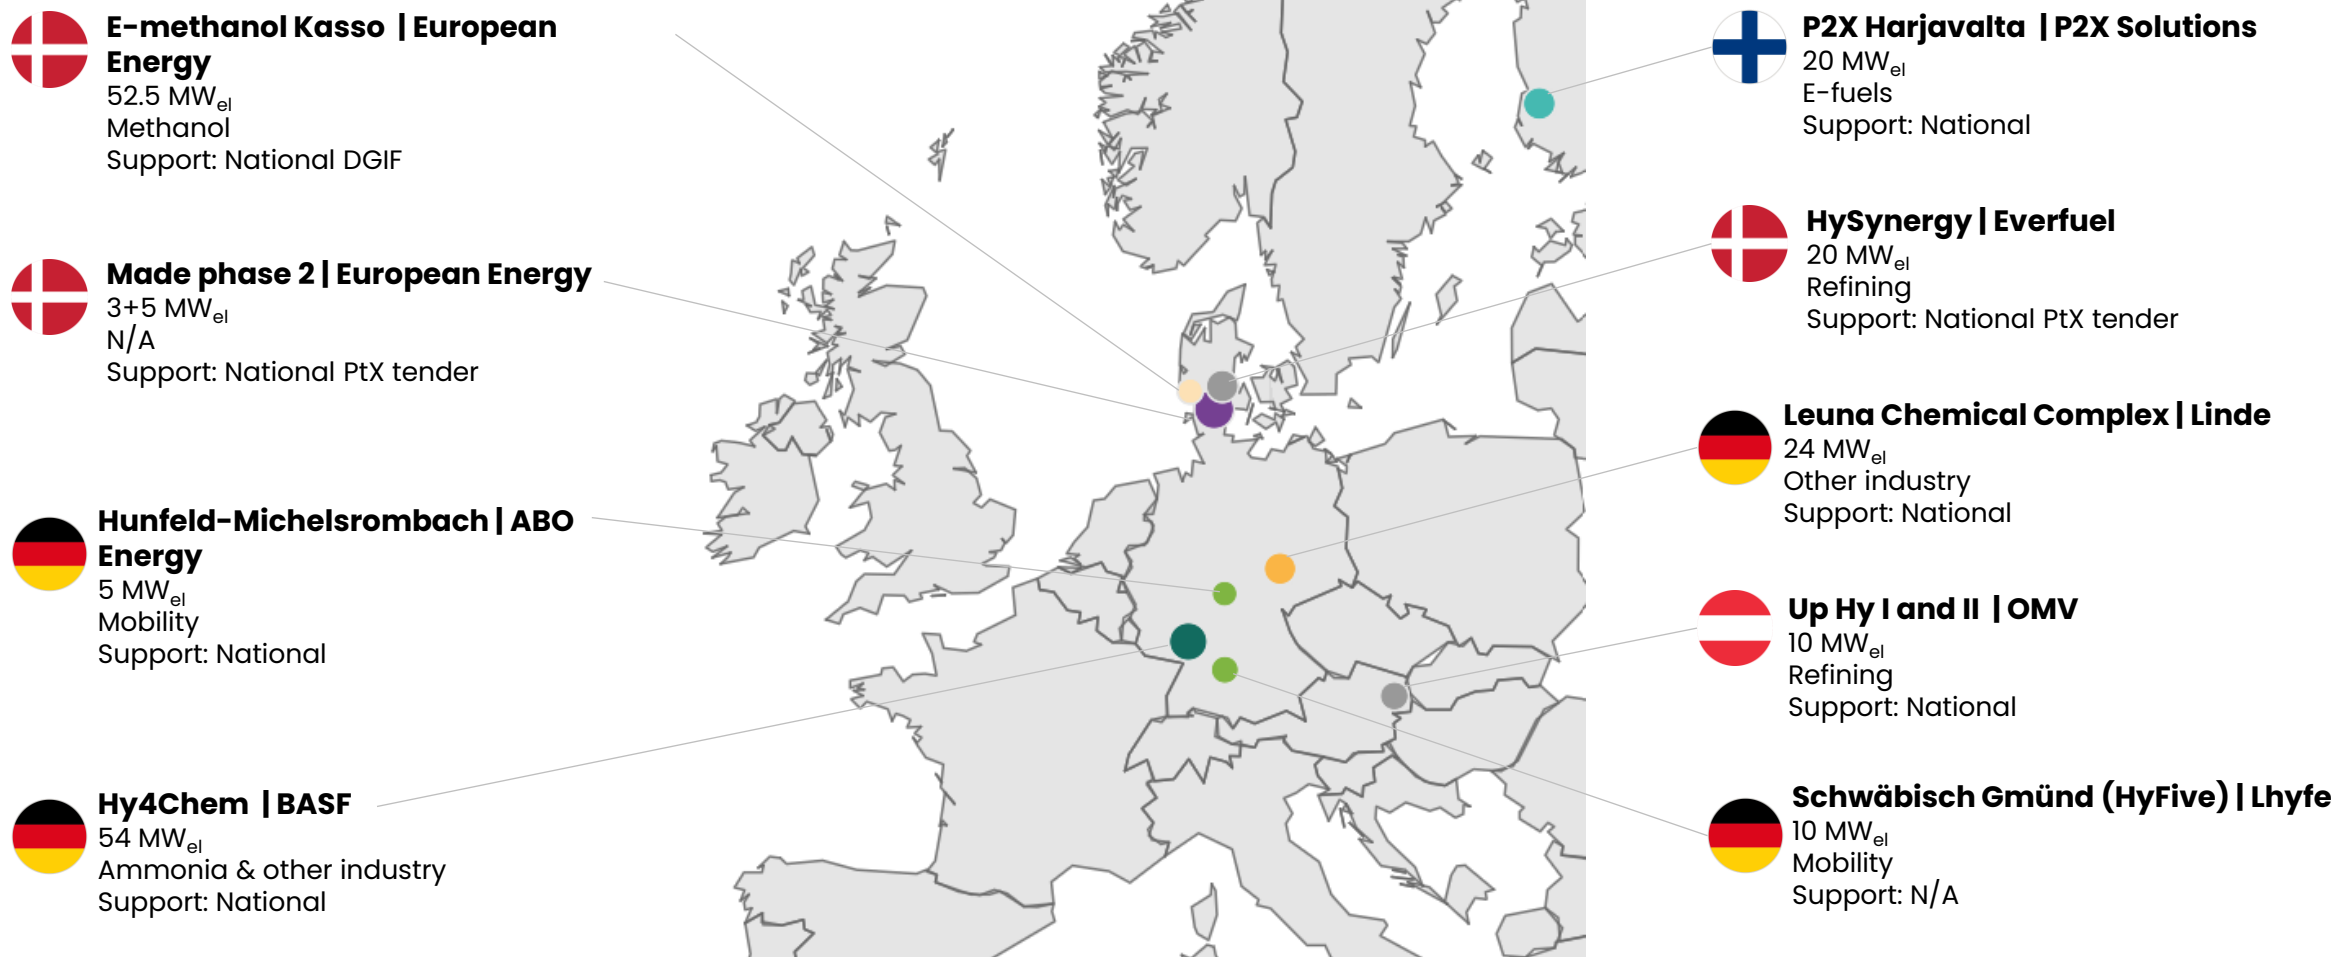 E-methanol Kasso | European
Energy
52.5 MWel
Methanol
Support: National DGIF
Made phase 2 | European Energy
3+5 MWel
N/A
Support: National PtX tender
Hunfeld-Michelsrombach | ABO
Energy
5 MWel
Mobility
Support: National
Hy4Chem | BASF
54 MWel
Ammonia & other industry
Support: National
P2X Harjavalta | P2X Solutions
20 MWel
E-fuels
Support: National
HySynergy | Everfuel
20 MWel
Refining
Support: National PtX tender
Leuna Chemical Complex | Linde
24 MWel
Other industry
Support: National
Up Hy I and II | OMV
10 MWel
Refining
Support: National
Schwäbisch Gmünd (HyFive) | Lhyfe
10 MWel
Mobility
Support: N/A